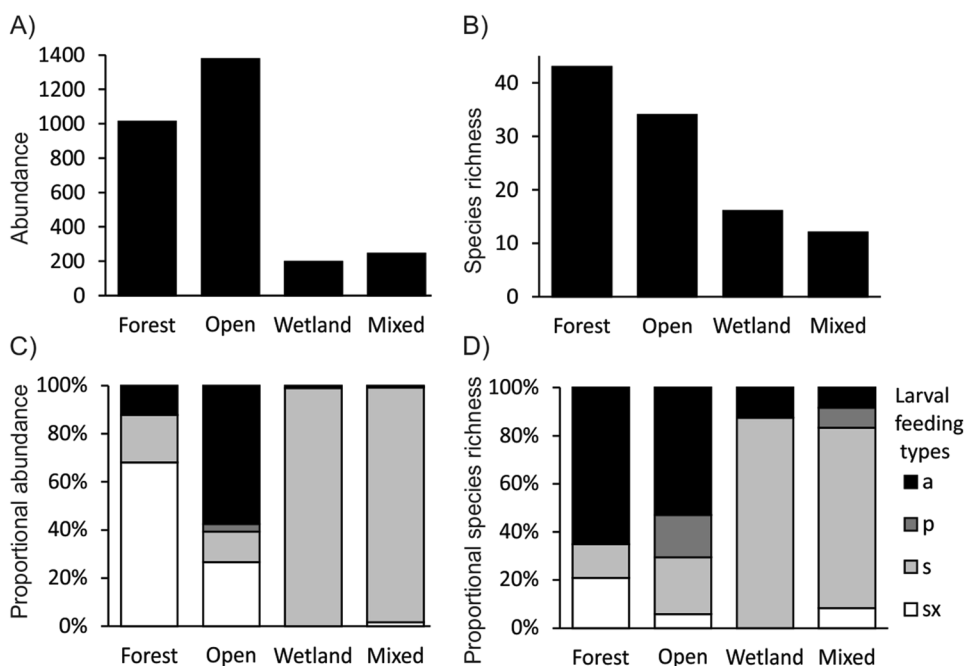 A)
Abundance
1400
1200
1000
800
600
400
200
0
Forest Open Wetland Mixed
B)
Species richness
40
30
20
10
0
Forest Open Wetland Mixed
C)
Proportional abundance
100%
80%
60%
40%
20%
0%
Forest Open Wetland Mixed
D)
Proportional species richness
100%
80%
60%
40%
20%
0%
Forest Open Wetland Mixed
Larval
feeding
types
a
p
s
sx